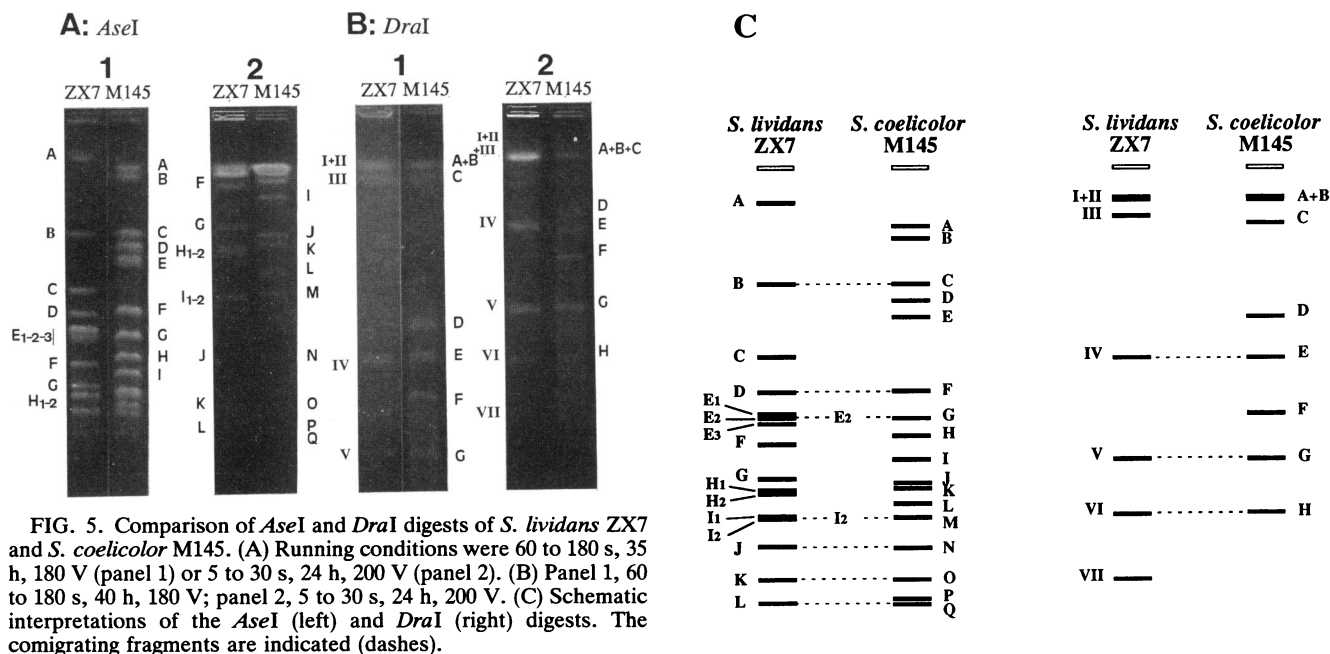 A: AseI
1
ZX7 M145
A
B
C
D
E1-2-3
F
G
H1-2
A
B
C
D
E
F
G
H
I
2
ZX7 M145
F
G
H1-2
I1-2
J
K
L
I
J
K
L
M
N
O
P
Q
B: DraI
1
ZX7 M145
I+II
III
IV
V
A+B
C
D
E
F
G
2
ZX7 M145
I+II
+III
IV
V
VI
VII
A+B+C
D
E
F
G
H
FIG. 5. Comparison of AseI and DraI digests of S. lividans ZX7
and S. coelicolor M145. (A) Running conditions were 60 to 180 s, 35
h, 180 V (panel 1) or 5 to 30 s, 24 h, 200 V (panel 2). (B) Panel 1, 60
to 180 s, 40 h, 180 V; panel 2, 5 to 30 s, 24 h, 200 V. (C) Schematic
interpretations of the AseI (left) and DraI (right) digests. The
comigrating fragments are indicated (dashes).
C
S. lividans
ZX7
A
B
C
D
E1
E2
E3
F
G
H1
H2
I1
I2
J
K
L
E2
I2
S. coelicolor
M145
A
B
C
D
E
F
G
H
I
J
K
L
M
N
O
P
Q
S. lividans
ZX7
I+II
III
IV
V
VI
VII
S. coelicolor
M145
A+B
C
D
E
F
G
H